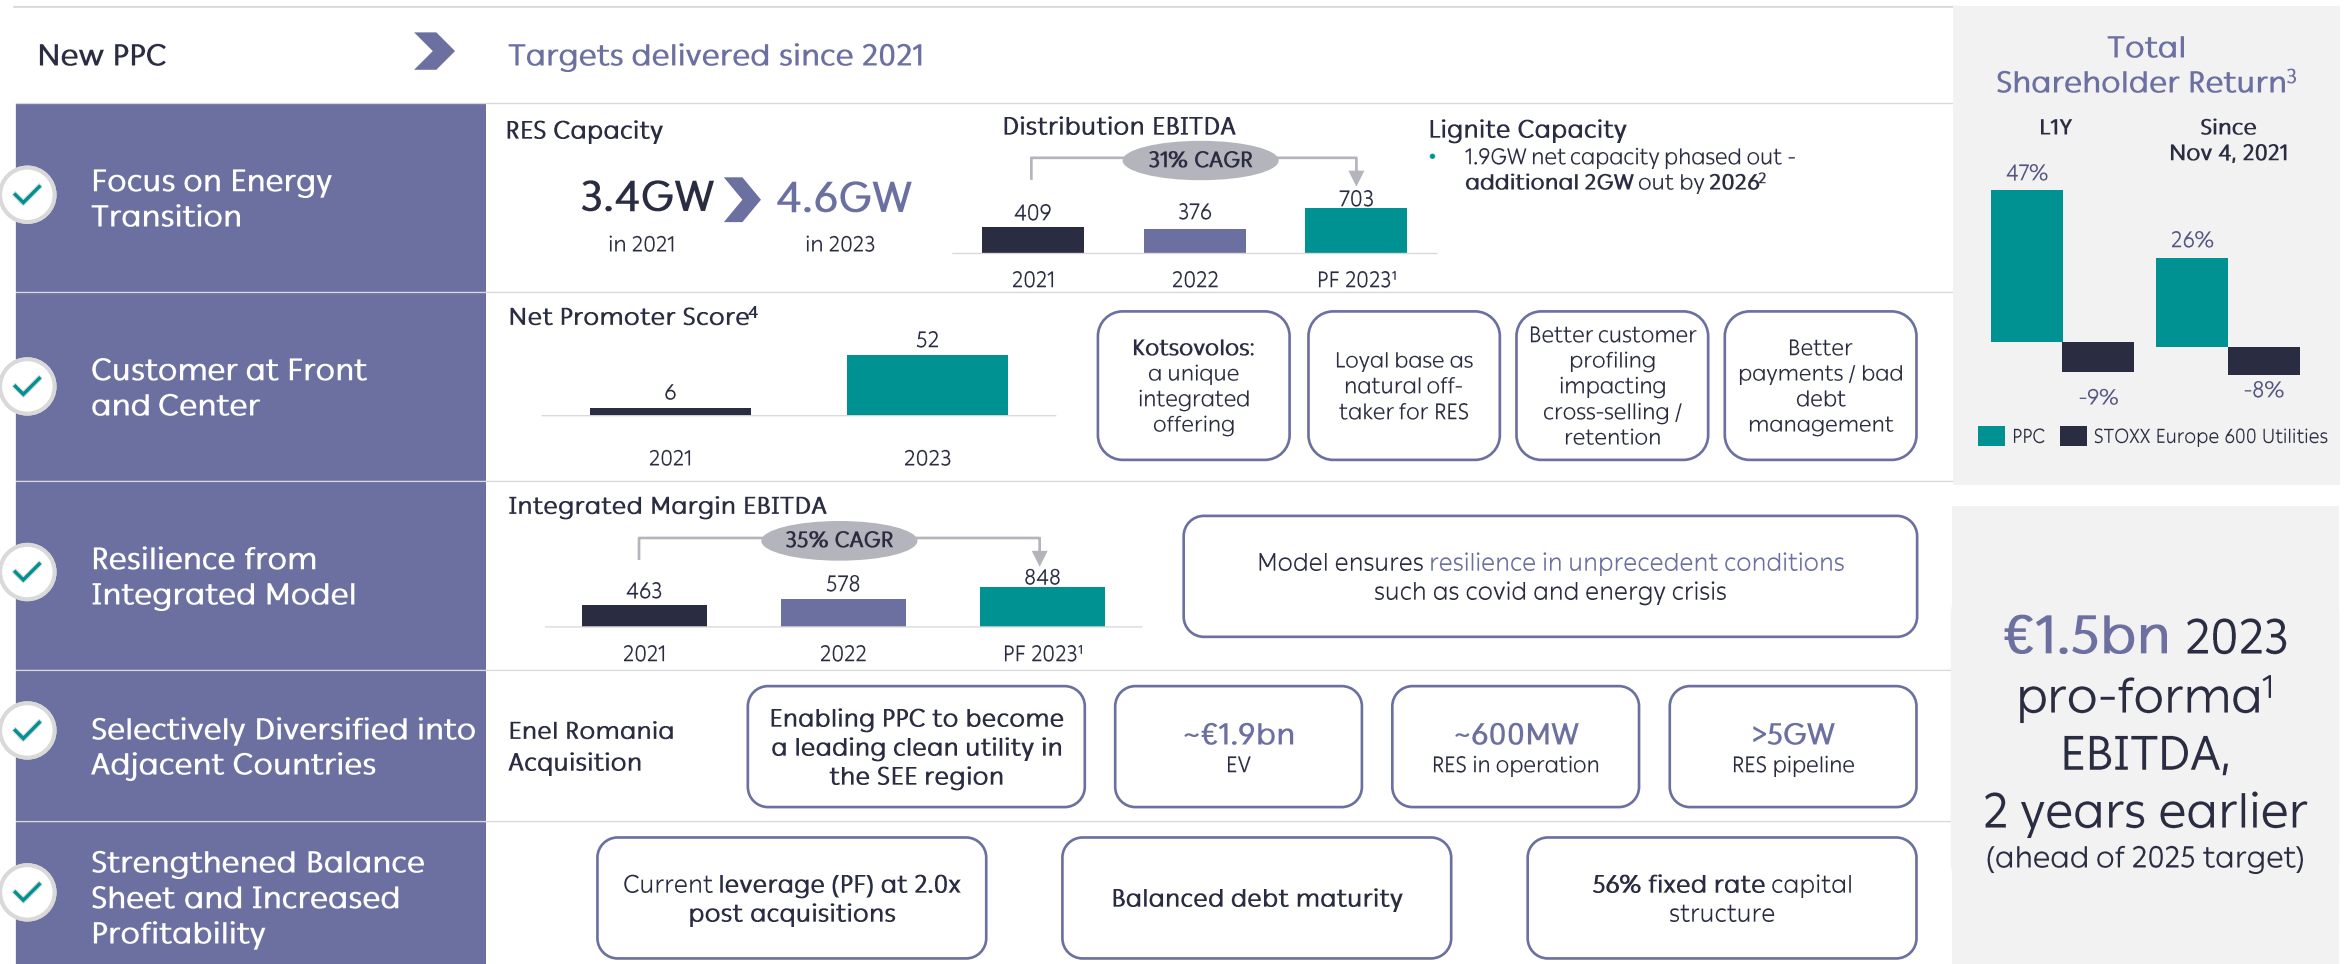 New PPC
Targets delivered since 2021
Focus on Energy
Transition
RES Capacity
3.4GW
in 2021
4.6GW
in 2023
Distribution EBITDA
31% CAGR
409
376
703
2021
2022
PF 2023¹
Lignite Capacity
• 1.9GW net capacity phased out -
additional 2GW out by 2026²
Customer at Front
and Center
Net Promoter Score⁴
6
52
2021
2023
Kotsovolos:
a unique
integrated
offering
Loyal base as
natural off-
taker for RES
Better customer
profiling
impacting
cross-selling /
retention
Better
payments / bad
debt
management
Resilience from
Integrated Model
Integrated Margin EBITDA
35% CAGR
463
578
848
2021
2022
PF 2023¹
Model ensures resilience in unprecedent conditions
such as covid and energy crisis
Selectively Diversified into
Adjacent Countries
Enel Romania
Acquisition
Enabling PPC to become
a leading clean utility in
the SEE region
~€1.9bn
EV
~600MW
RES in operation
>5GW
RES pipeline
Strengthened Balance
Sheet and Increased
Profitability
Current leverage (PF) at 2.0x
post acquisitions
Balanced debt maturity
56% fixed rate capital
structure
Total
Shareholder Return³
L1Y
Since
Nov 4, 2021
47%
-9%
26%
-8%
PPC
STOXX Europe 600 Utilities
€1.5bn 2023
pro-forma¹
EBITDA,
2 years earlier
(ahead of 2025 target)